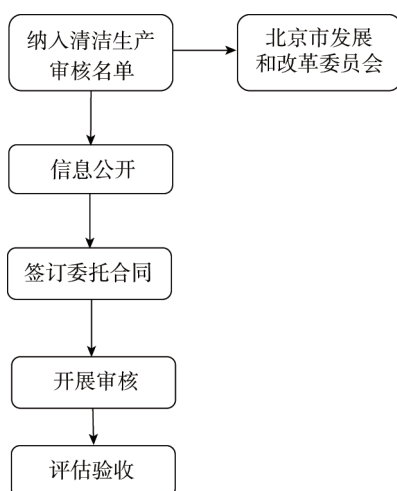 纳入清洁生产
审核名单
北京市发展
和改革委员会
信息公开
签订委托合同
开展审核
评估验收